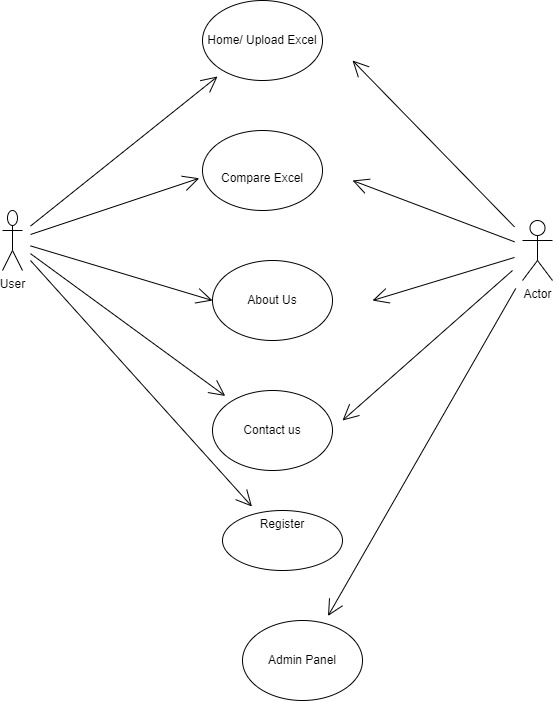 Home/ Upload Excel
Compare Excel
User
About Us
Actor
Contact us
Register
Admin Panel